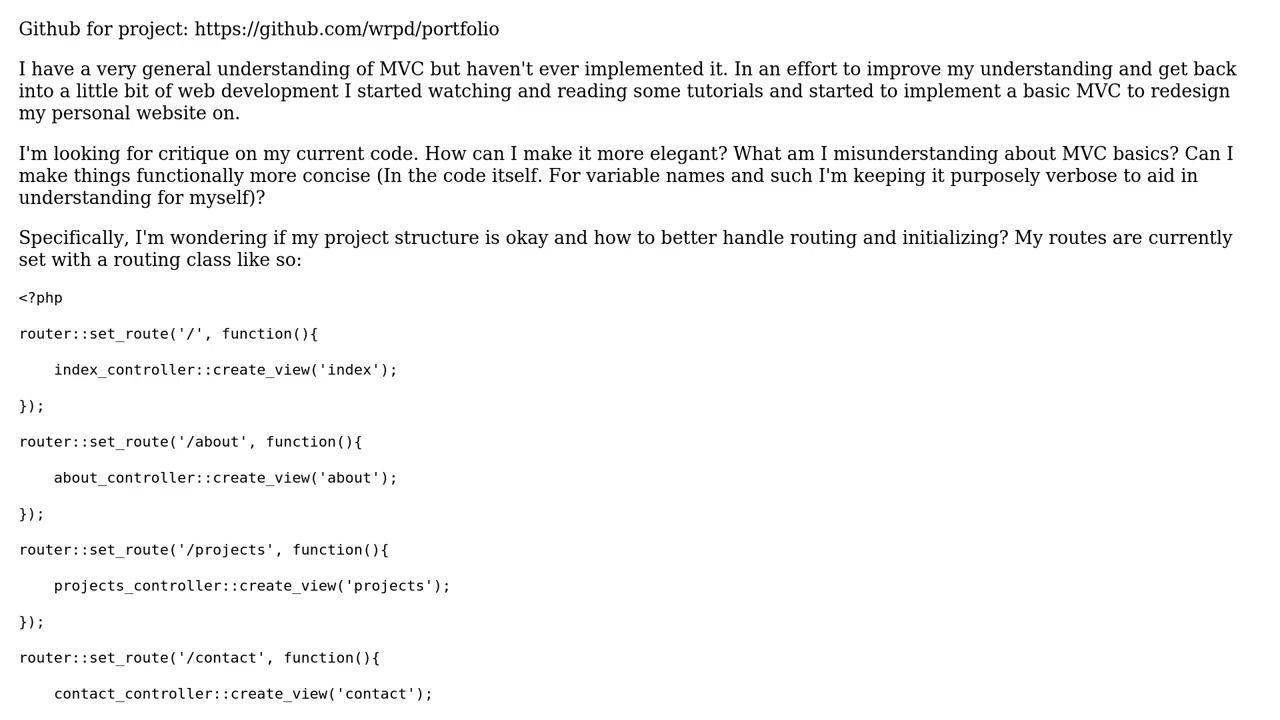 Github for project: https://github.com/wrpd/portfolio
I have a very general understanding of MVC but haven't ever implemented it. In an effort to improve my understanding and get back
into a little bit of web development I started watching and reading some tutorials and started to implement a basic MVC to redesign
my personal website on.
I'm looking for critique on my current code. How can I make it more elegant? What am I misunderstanding about MVC basics? Can I
make things functionally more concise (In the code itself. For variable names and such I'm keeping it purposely verbose to aid in
understanding for myself)?
Specifically, I'm wondering if my project structure is okay and how to better handle routing and initializing? My routes are currently
set with a routing class like so:
<?php
router::set_route('/', function(){
    index_controller::create_view('index');
});
router::set_route('/about', function(){
    about_controller::create_view('about');
});
router::set_route('/projects', function(){
    projects_controller::create_view('projects');
});
router::set_route('/contact', function(){
    contact_controller::create_view('contact');